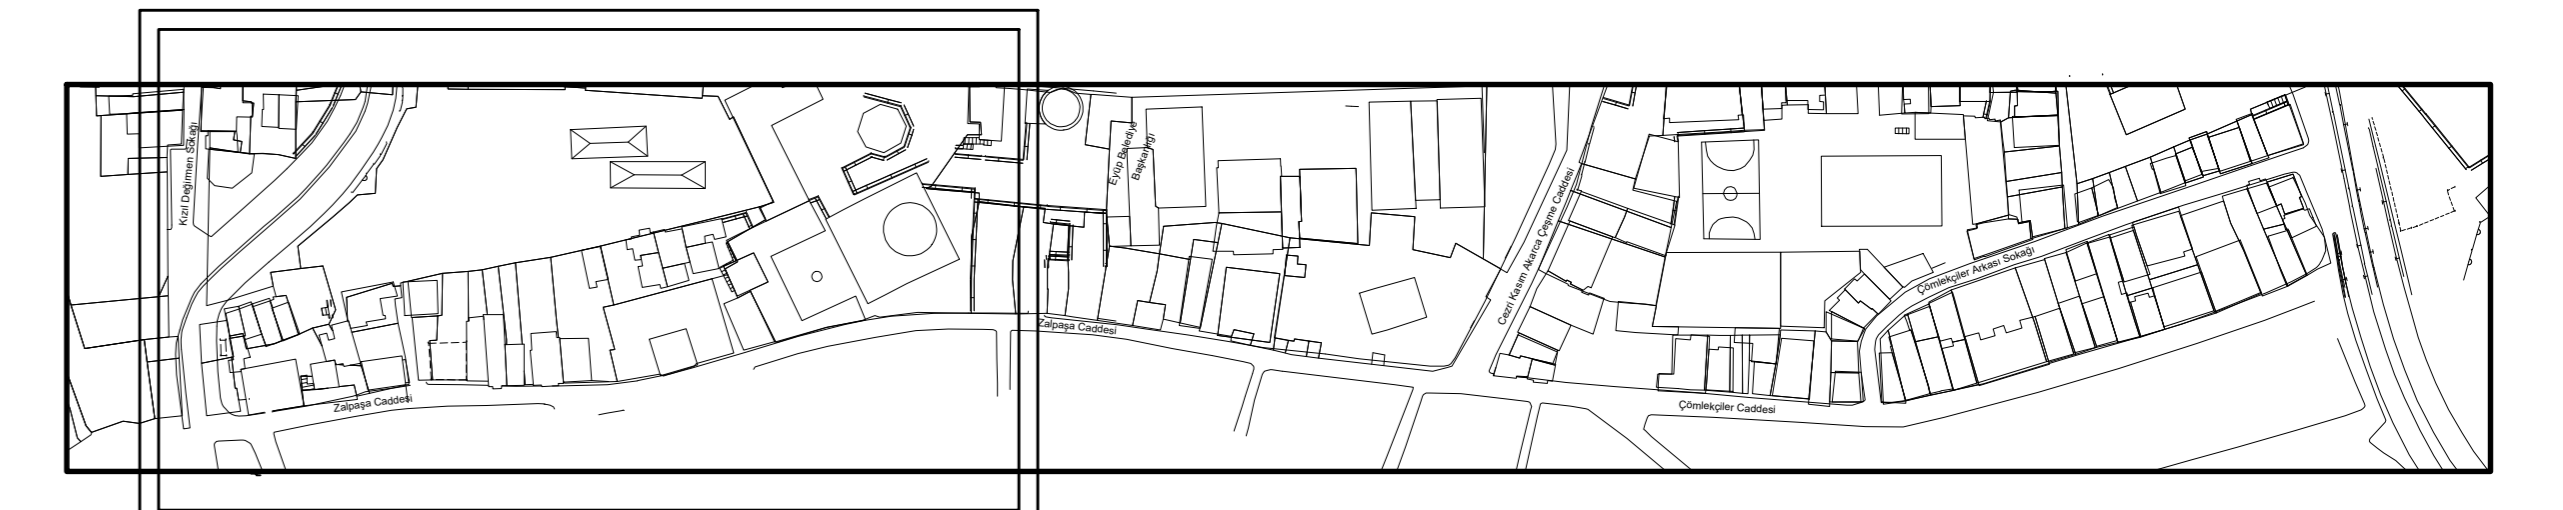 Kızıl Değirmen Sokağı
Zalpaşa Caddesi
Zalpaşa Caddesi
Eyüp Belediye
Başkanlığı
Cezri Kasım Akarca Çeşme Caddesi
Çömlekçiler Arkası Sokağı
Çömlekçiler Caddesi